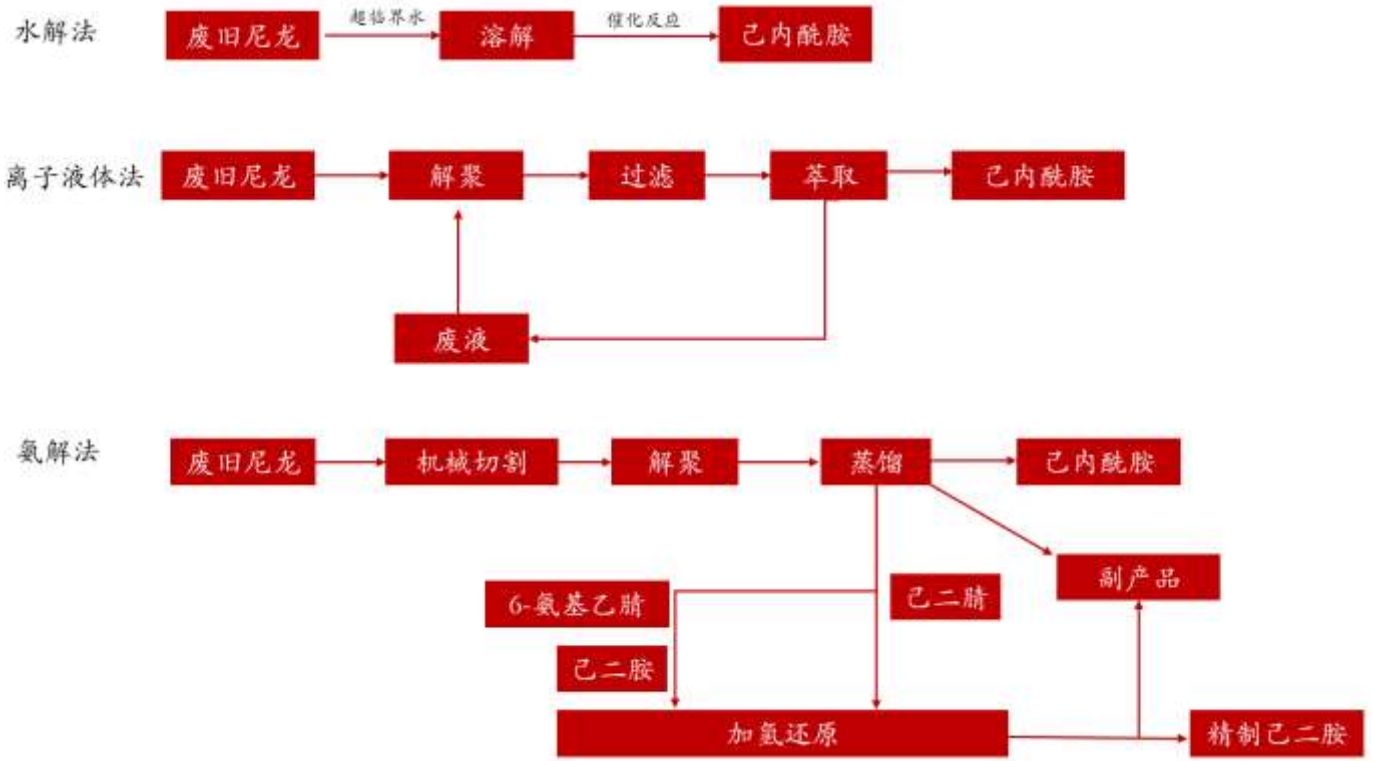 水解法
废旧尼龙
超临界水
溶解
催化反应
己内酰胺
离子液体法
废旧尼龙
解聚
过滤
萃取
己内酰胺
废液
氨解法
废旧尼龙
机械切割
解聚
蒸馏
己内酰胺
副产品
6-氨基乙腈
己二腈
己二胺
加氢还原
精制己二胺